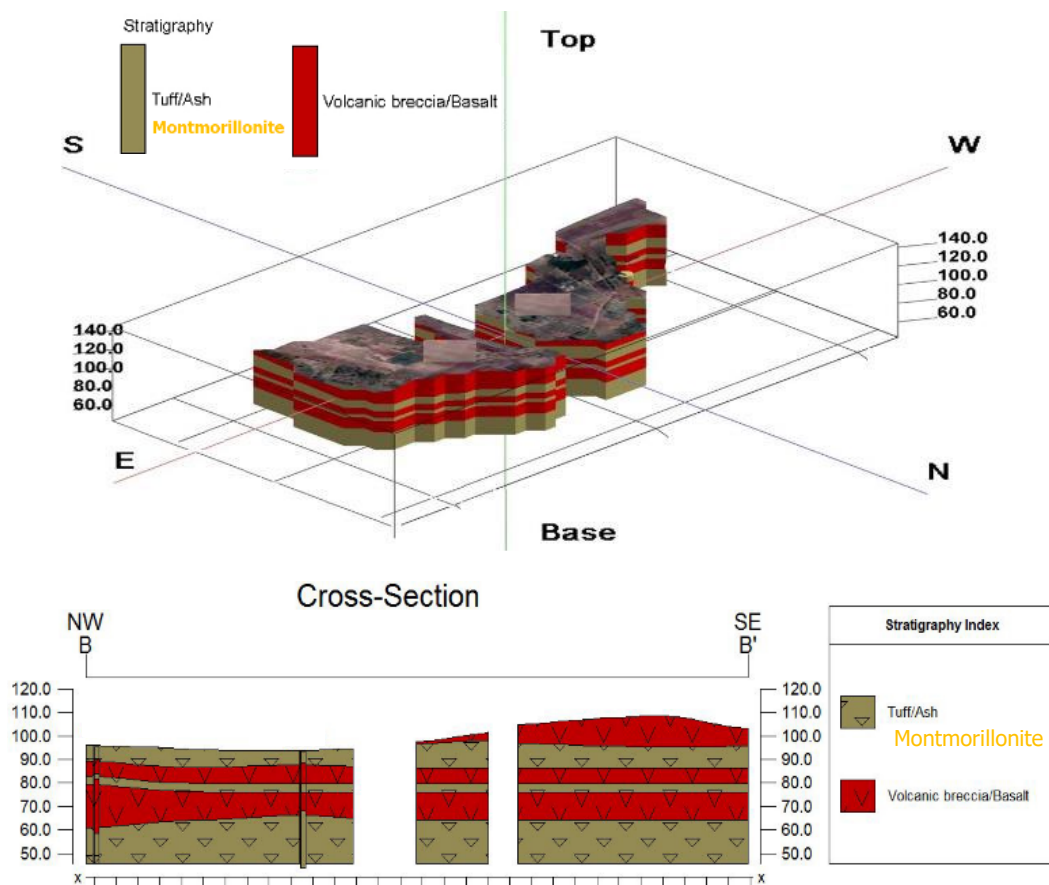 Stratigraphy
Tuff/Ash
Montmorillonite
Volcanic breccia/Basalt
Top
S
W
140.0
120.0
100.0
80.0
60.0
140.0
120.0
100.0
80.0
60.0
E
N
Base
Cross-Section
NW
B
SE
B'
120.0
110.0
100.0
90.0
80.0
70.0
60.0
50.0
x
120.0
110.0
100.0
90.0
80.0
70.0
60.0
50.0
x
Stratigraphy Index
Tuff/Ash
Montmorillonite
Volcanic breccia/Basalt